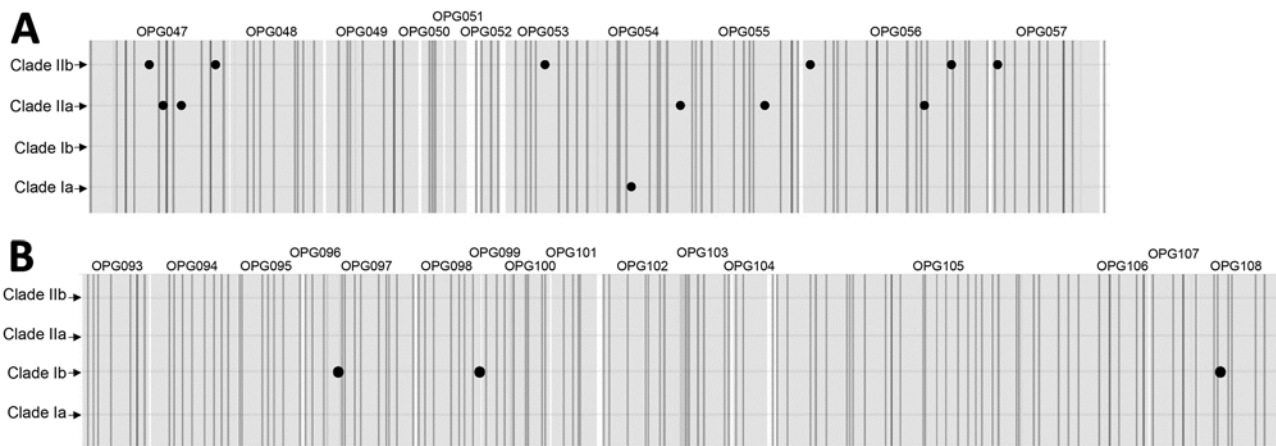 A
OPG051
OPG047 OPG048 OPG049 OPG050 OPG052 OPG053 OPG054 OPG055 OPG056 OPG057
Clade IIb
Clade IIa
Clade Ib
Clade Ia
B
OPG096 OPG099 OPG101 OPG103 OPG107
OPG093 OPG094 OPG095 OPG097 OPG098 OPG100 OPG102 OPG104 OPG105 OPG106 OPG108
Clade IIb
Clade IIa
Clade Ib
Clade Ia